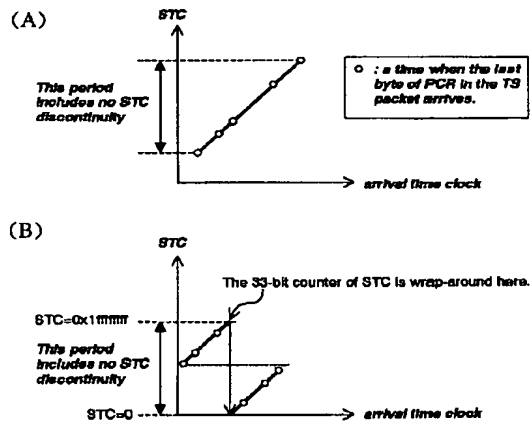 (A)
STC
This period
includes no STC
discontinuity
o : a time when the last
byte of PCR in the TS
packet arrives.
arrival time clock
(B)
STC
The 33-bit counter of STC is wrap-around here.
STC=0x1ffffffff
This period
includes no STC
discontinuity
STC=0
arrival time clock